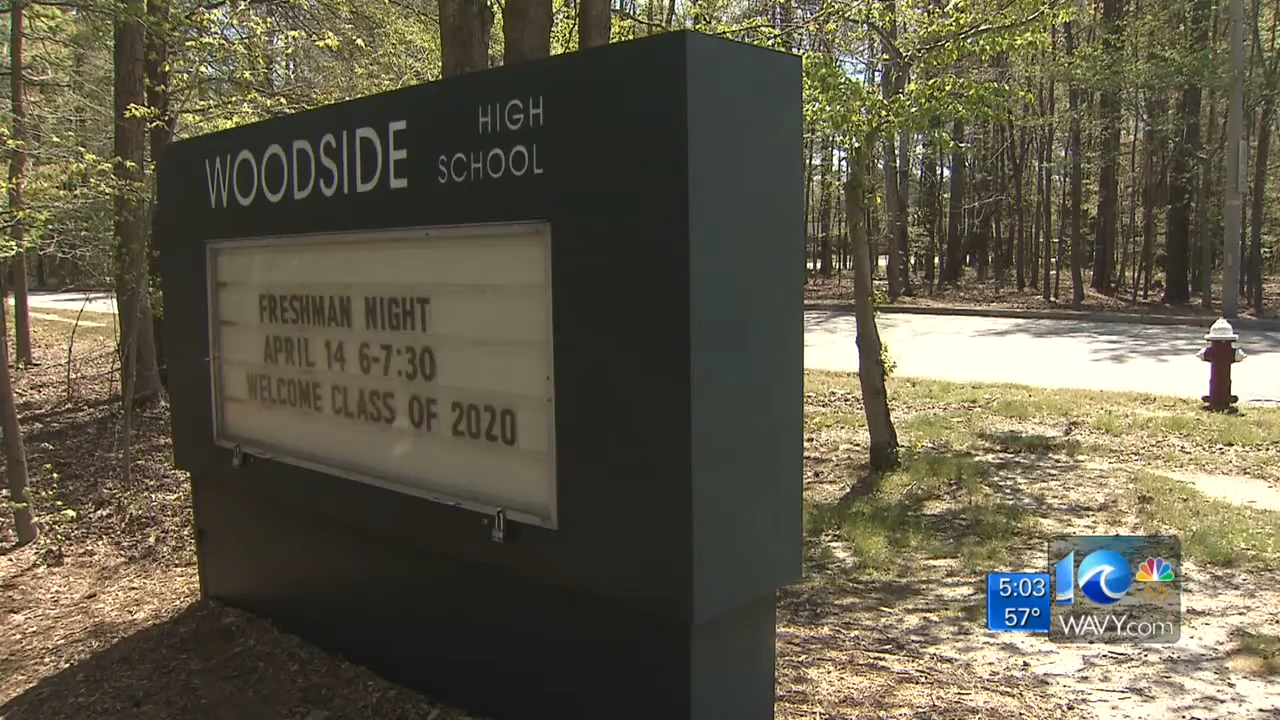 WOODSIDE HIGH SCHOOL
FRESHMAN NIGHT
APRIL 14 6-7:30
WELCOME CLASS OF 2020
5:03
57°
10
WAVY.com